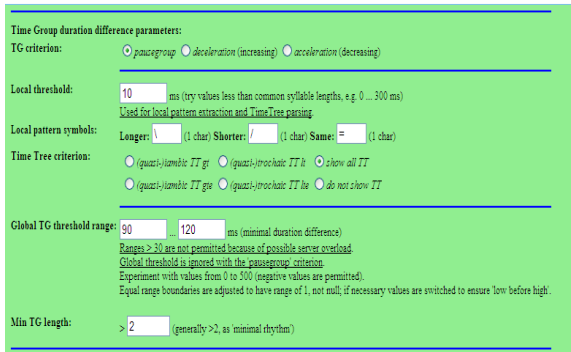 Time Group duration difference parameters:
TG criterion: pausegroup deceleration (increasing) acceleration (decreasing)
Local threshold: 10 ms (try values less than common syllable lengths, e.g. 0 ... 300 ms)
Used for local pattern extraction and TimeTree parsing.
Local pattern symbols: Longer: \ (1 char) Shorter: / (1 char) Same: = (1 char)
Time Tree criterion: (quasi-)iambic TT gt (quasi-)trochaic TT lt show all TT
(quasi-)iambic TT gte (quasi-)trochaic TT lte do not show TT
Global TG threshold range: 90 ... 120 ms (minimal duration difference)
Ranges > 30 are not permitted because of possible server overload.
Global threshold is ignored with the 'pausegroup' criterion.
Experiment with values from 0 to 500 (negative values are permitted).
Equal range boundaries are adjusted to have range of 1, not null; if necessary values are switched to ensure 'low before high'.
Min TG length: > 2 (generally >2, as 'minimal rhythm')